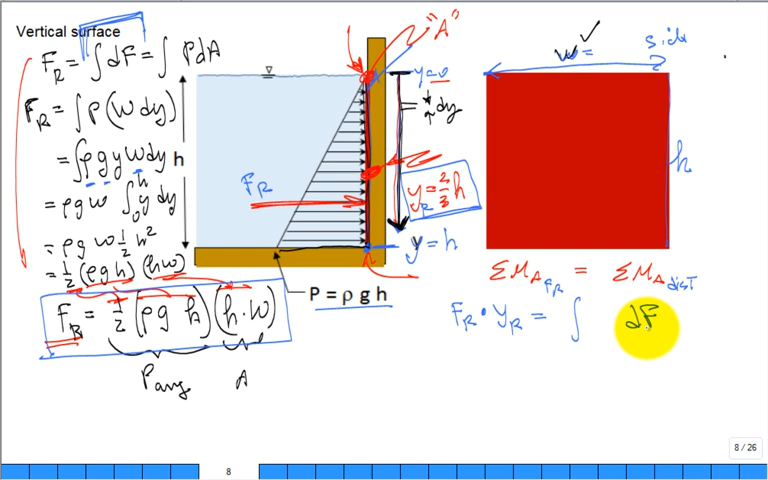 Vertical surface
F_R = ∫ dF = ∫ P dA
F_R = ∫ P (w dy)
= ∫ ρ g y w dy
= ρ g w ∫₀ʰ y dy
= ρ g w ½ h²
= ½ (ρ g h) (h w)
F_R = ½ (ρ g h) (h · w)
P avg A
h
F_R
P = ρ g h
"A"
y = 0
dy
y_R = 2/3 h
y = h
w =
side
h
ΣM_A F_R = ΣM_A dist
F_R · y_R = ∫ dF
8 / 26
8